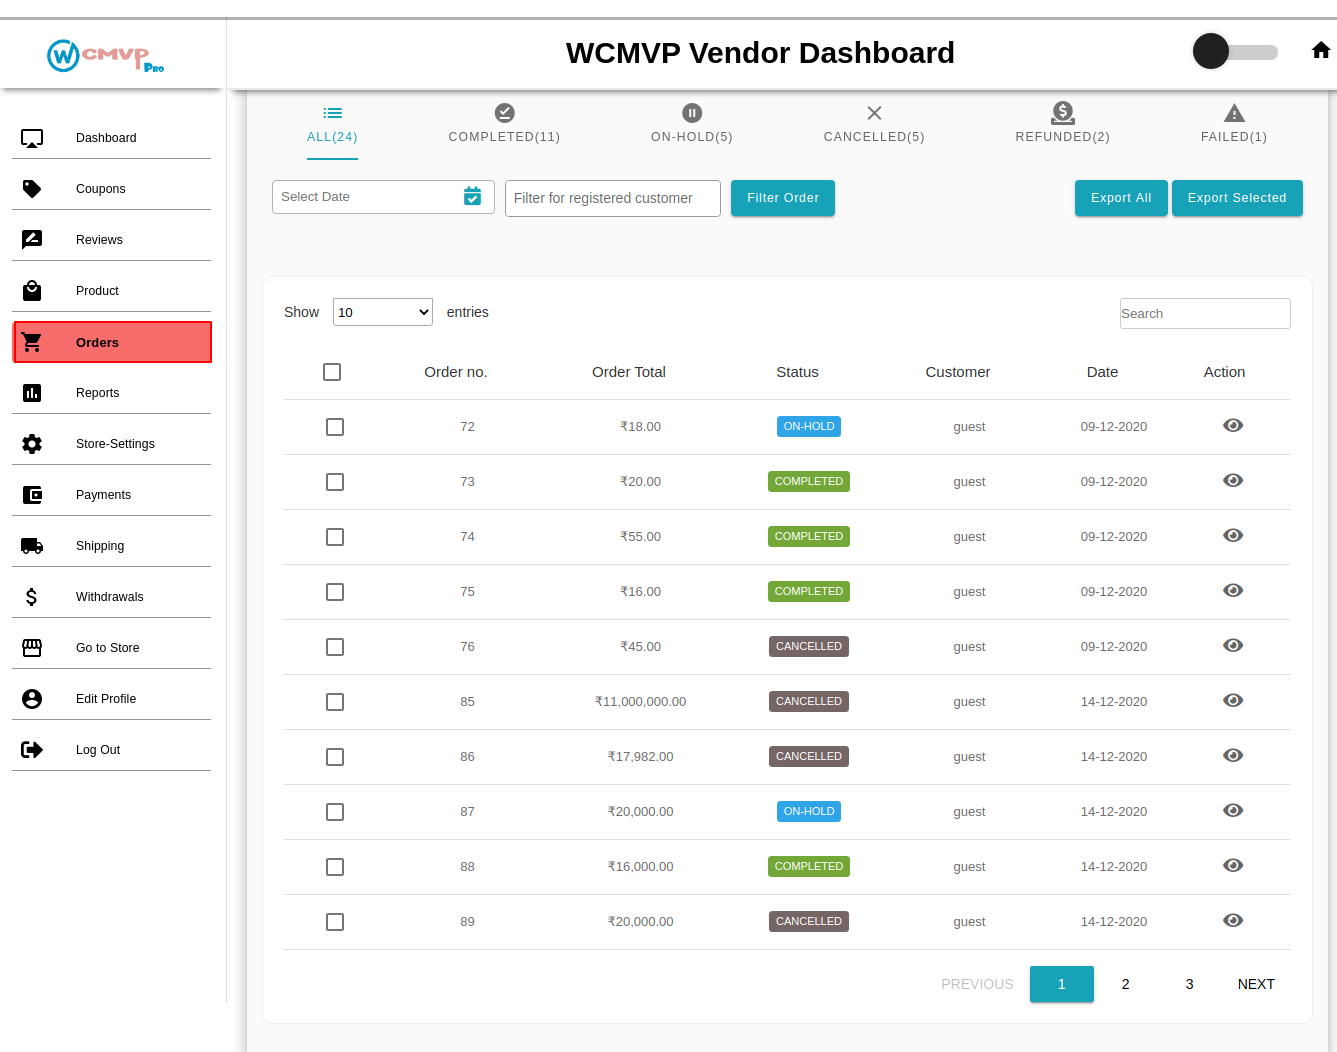 WCMVP Pro
WCMVP Vendor Dashboard
Dashboard
Coupons
Reviews
Product
Orders
Reports
Store-Settings
Payments
Shipping
Withdrawals
Go to Store
Edit Profile
Log Out
ALL(24) COMPLETED(11) ON-HOLD(5) CANCELLED(5) REFUNDED(2) FAILED(1)
Select Date Filter for registered customer Filter Order Export All Export Selected
Show 10 entries Search
Order no. Order Total Status Customer Date Action
72 ₹18.00 ON-HOLD guest 09-12-2020
73 ₹20.00 COMPLETED guest 09-12-2020
74 ₹55.00 COMPLETED guest 09-12-2020
75 ₹16.00 COMPLETED guest 09-12-2020
76 ₹45.00 CANCELLED guest 09-12-2020
85 ₹11,000,000.00 CANCELLED guest 14-12-2020
86 ₹17,982.00 CANCELLED guest 14-12-2020
87 ₹20,000.00 ON-HOLD guest 14-12-2020
88 ₹16,000.00 COMPLETED guest 14-12-2020
89 ₹20,000.00 CANCELLED guest 14-12-2020
PREVIOUS 1 2 3 NEXT